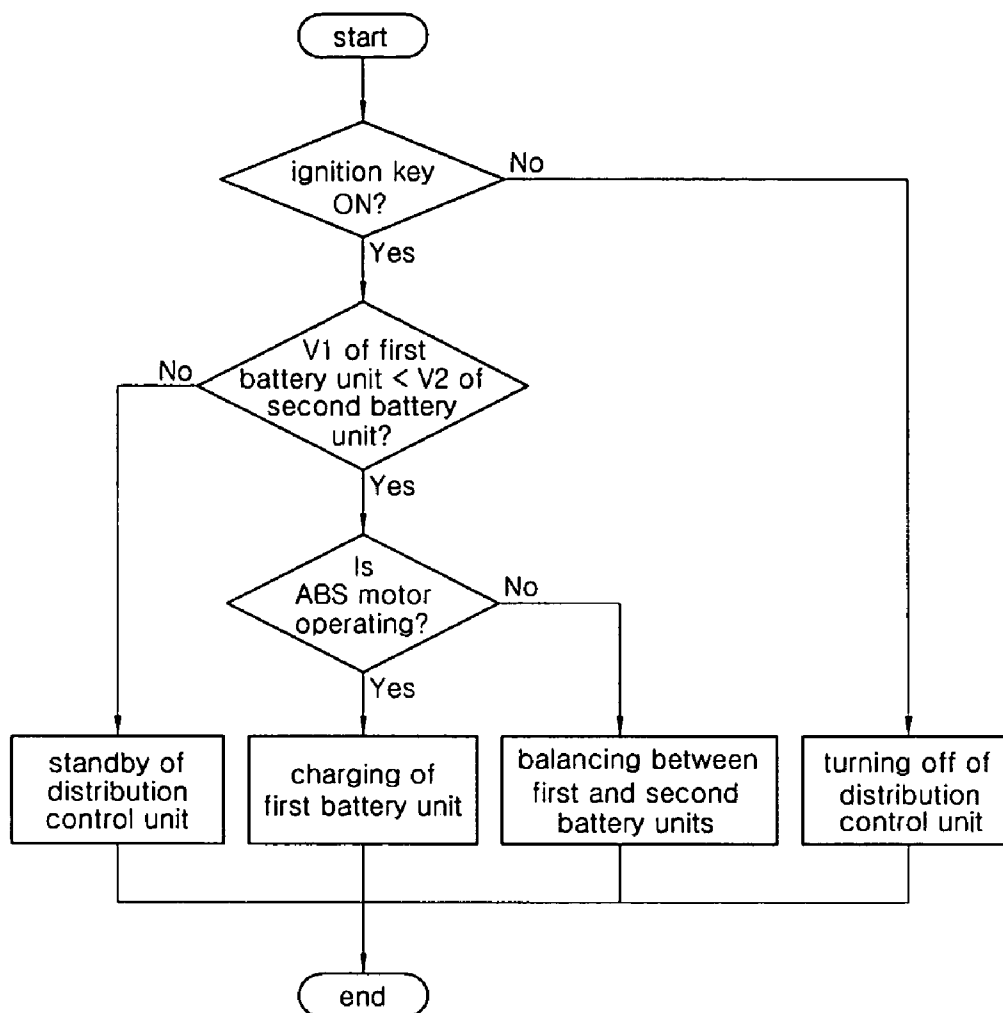 start
ignition key
ON?
No
Yes
V1 of first
battery unit < V2 of
second battery
unit?
No
Yes
Is
ABS motor
operating?
No
Yes
standby of
distribution
control unit
charging of
first battery unit
balancing between
first and second
battery units
turning off of
distribution
control unit
end